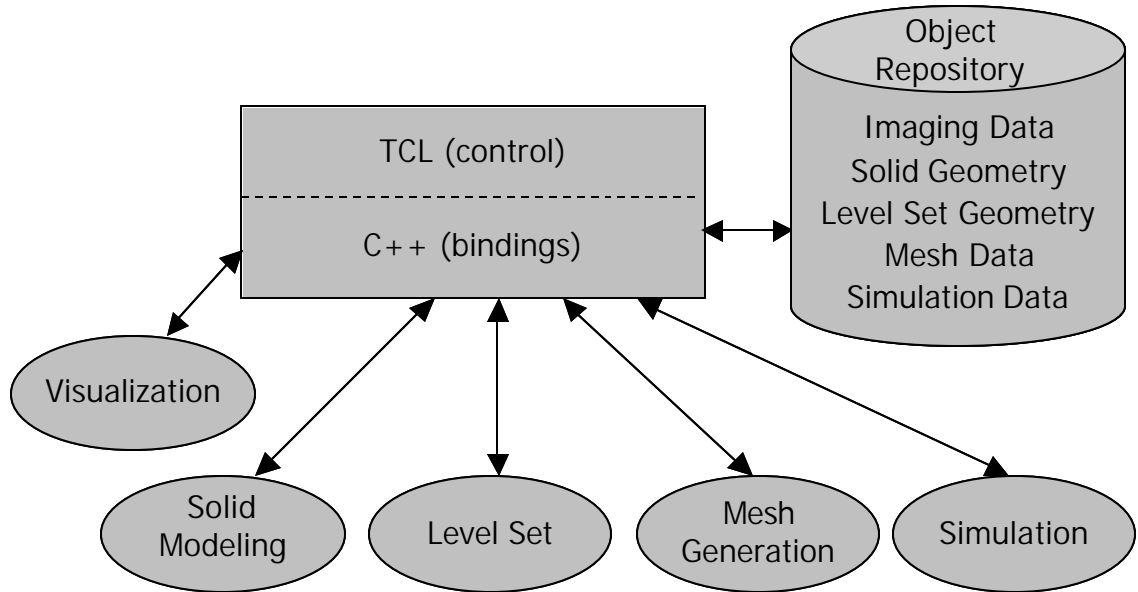 Object
Repository
Imaging Data
Solid Geometry
Level Set Geometry
Mesh Data
Simulation Data
TCL (control)
C++ (bindings)
Visualization
Solid
Modeling
Level Set
Mesh
Generation
Simulation